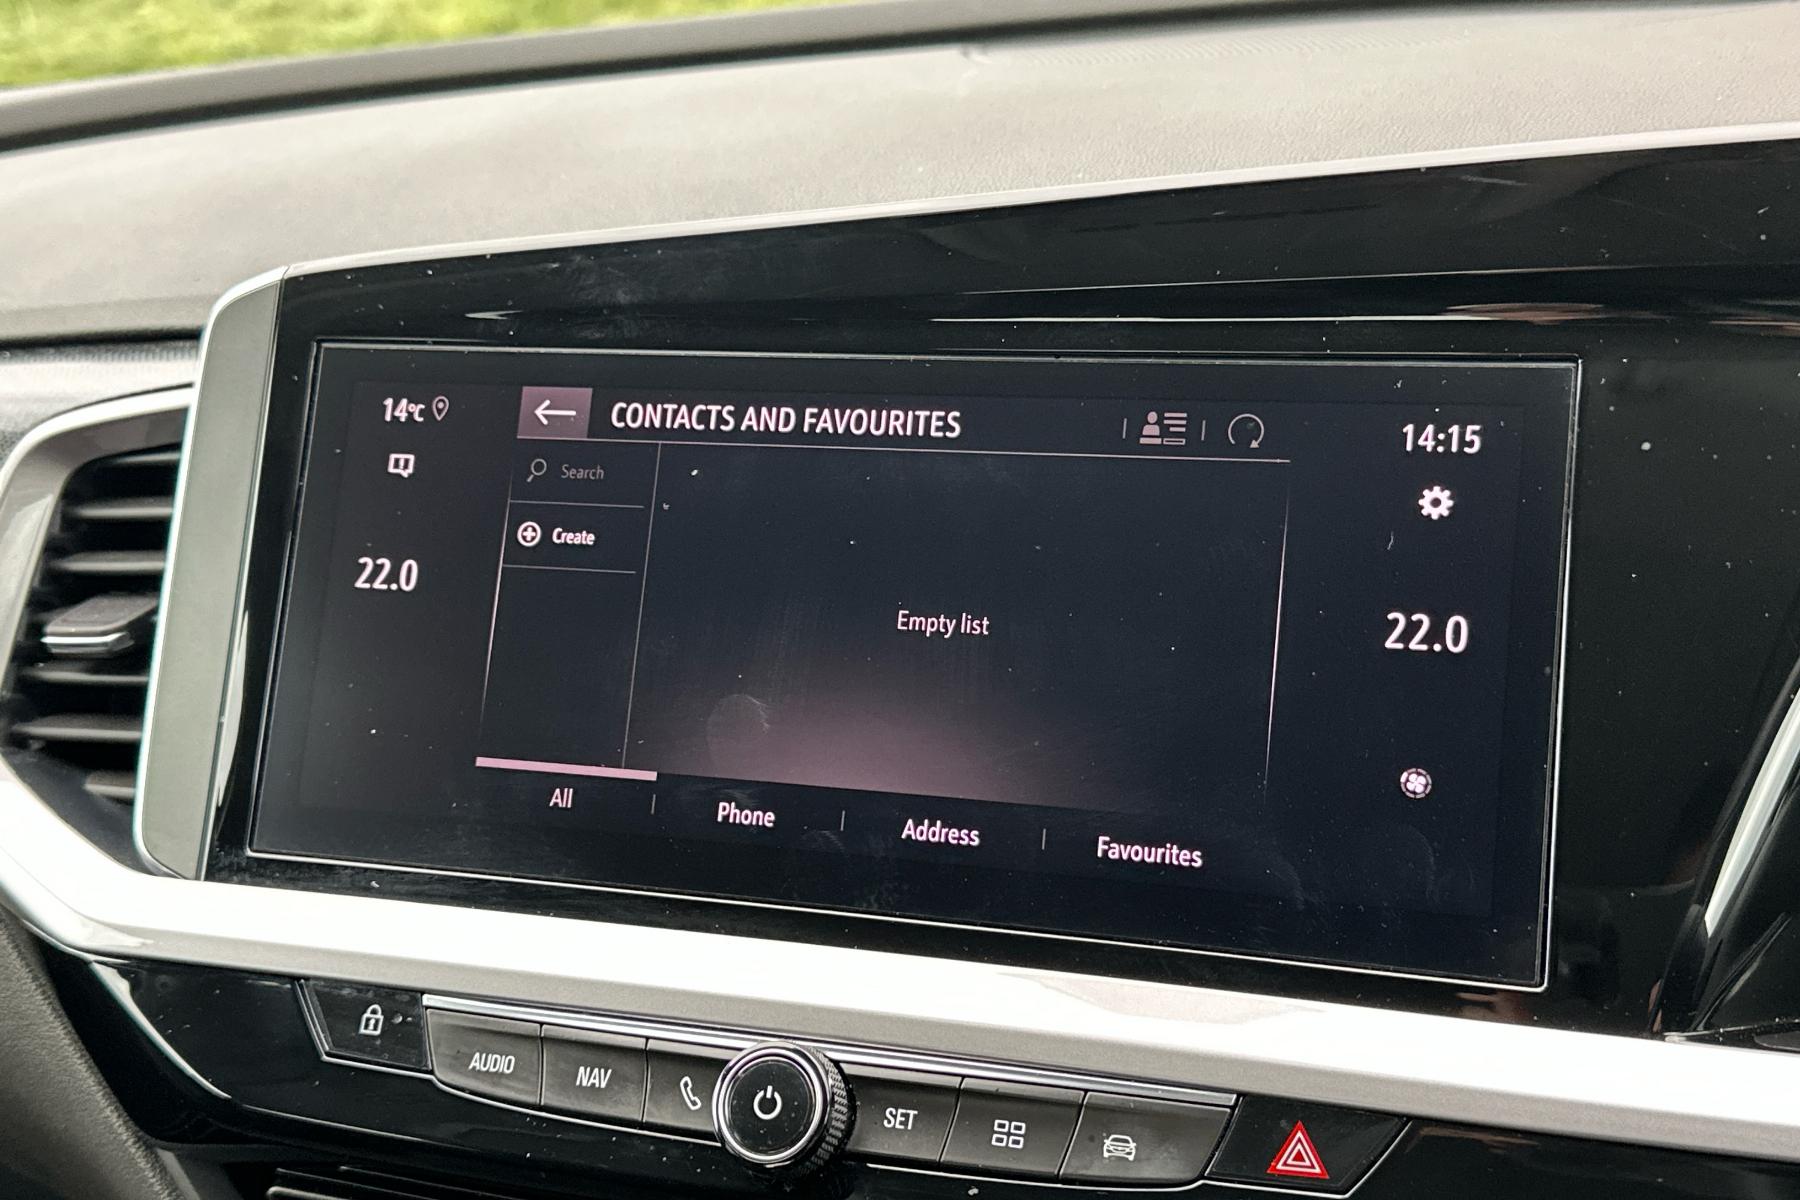 14°C
CONTACTS AND FAVOURITES
14:15
Search
Create
22.0
Empty list
22.0
All
Phone
Address
Favourites
AUDIO
NAV
SET